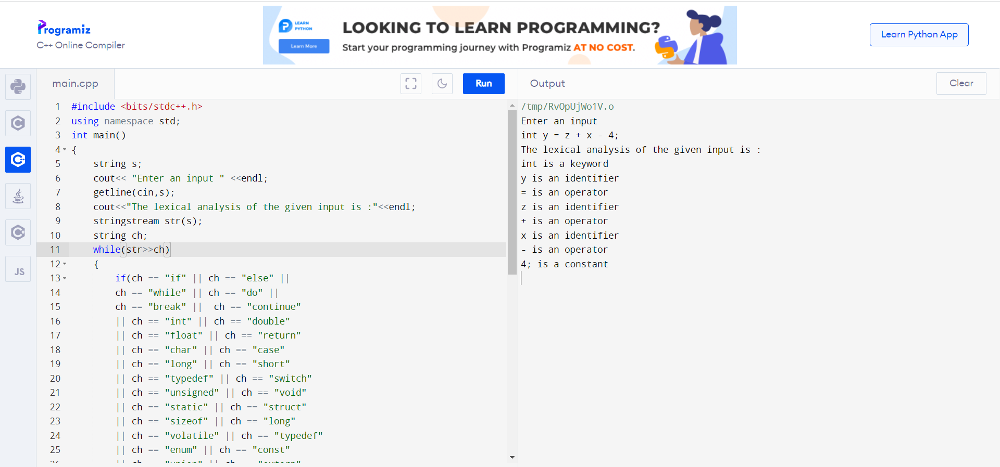 Programiz
C++ Online Compiler
LEARN
PYTHON
Learn More
LOOKING TO LEARN PROGRAMMING?
Start your programming journey with Programiz AT NO COST.
Learn Python App
main.cpp
Run
Output
Clear
JS
1 #include <bits/stdc++.h>
2 using namespace std;
3 int main()
4 {
5 string s;
6 cout<< "Enter an input " <<endl;
7 getline(cin,s);
8 cout<<"The lexical analysis of the given input is :"<<endl;
9 stringstream str(s);
10 string ch;
11 while(str>>ch)
12 {
13 if(ch == "if" || ch == "else" ||
14 ch == "while" || ch == "do" ||
15 ch == "break" ||  ch == "continue"
16 || ch == "int" || ch == "double"
17 || ch == "float" || ch == "return"
18 || ch == "char" || ch == "case"
19 || ch == "long" || ch == "short"
20 || ch == "typedef" || ch == "switch"
21 || ch == "unsigned" || ch == "void"
22 || ch == "static" || ch == "struct"
23 || ch == "sizeof" || ch == "long"
24 || ch == "volatile" || ch == "typedef"
25 || ch == "enum" || ch == "const"
26 || ch == "union" || ch == "extern"
/tmp/RvOpUjWo1V.o
Enter an input
int y = z + x - 4;
The lexical analysis of the given input is :
int is a keyword
y is an identifier
= is an operator
z is an identifier
+ is an operator
x is an identifier
- is an operator
4; is a constant